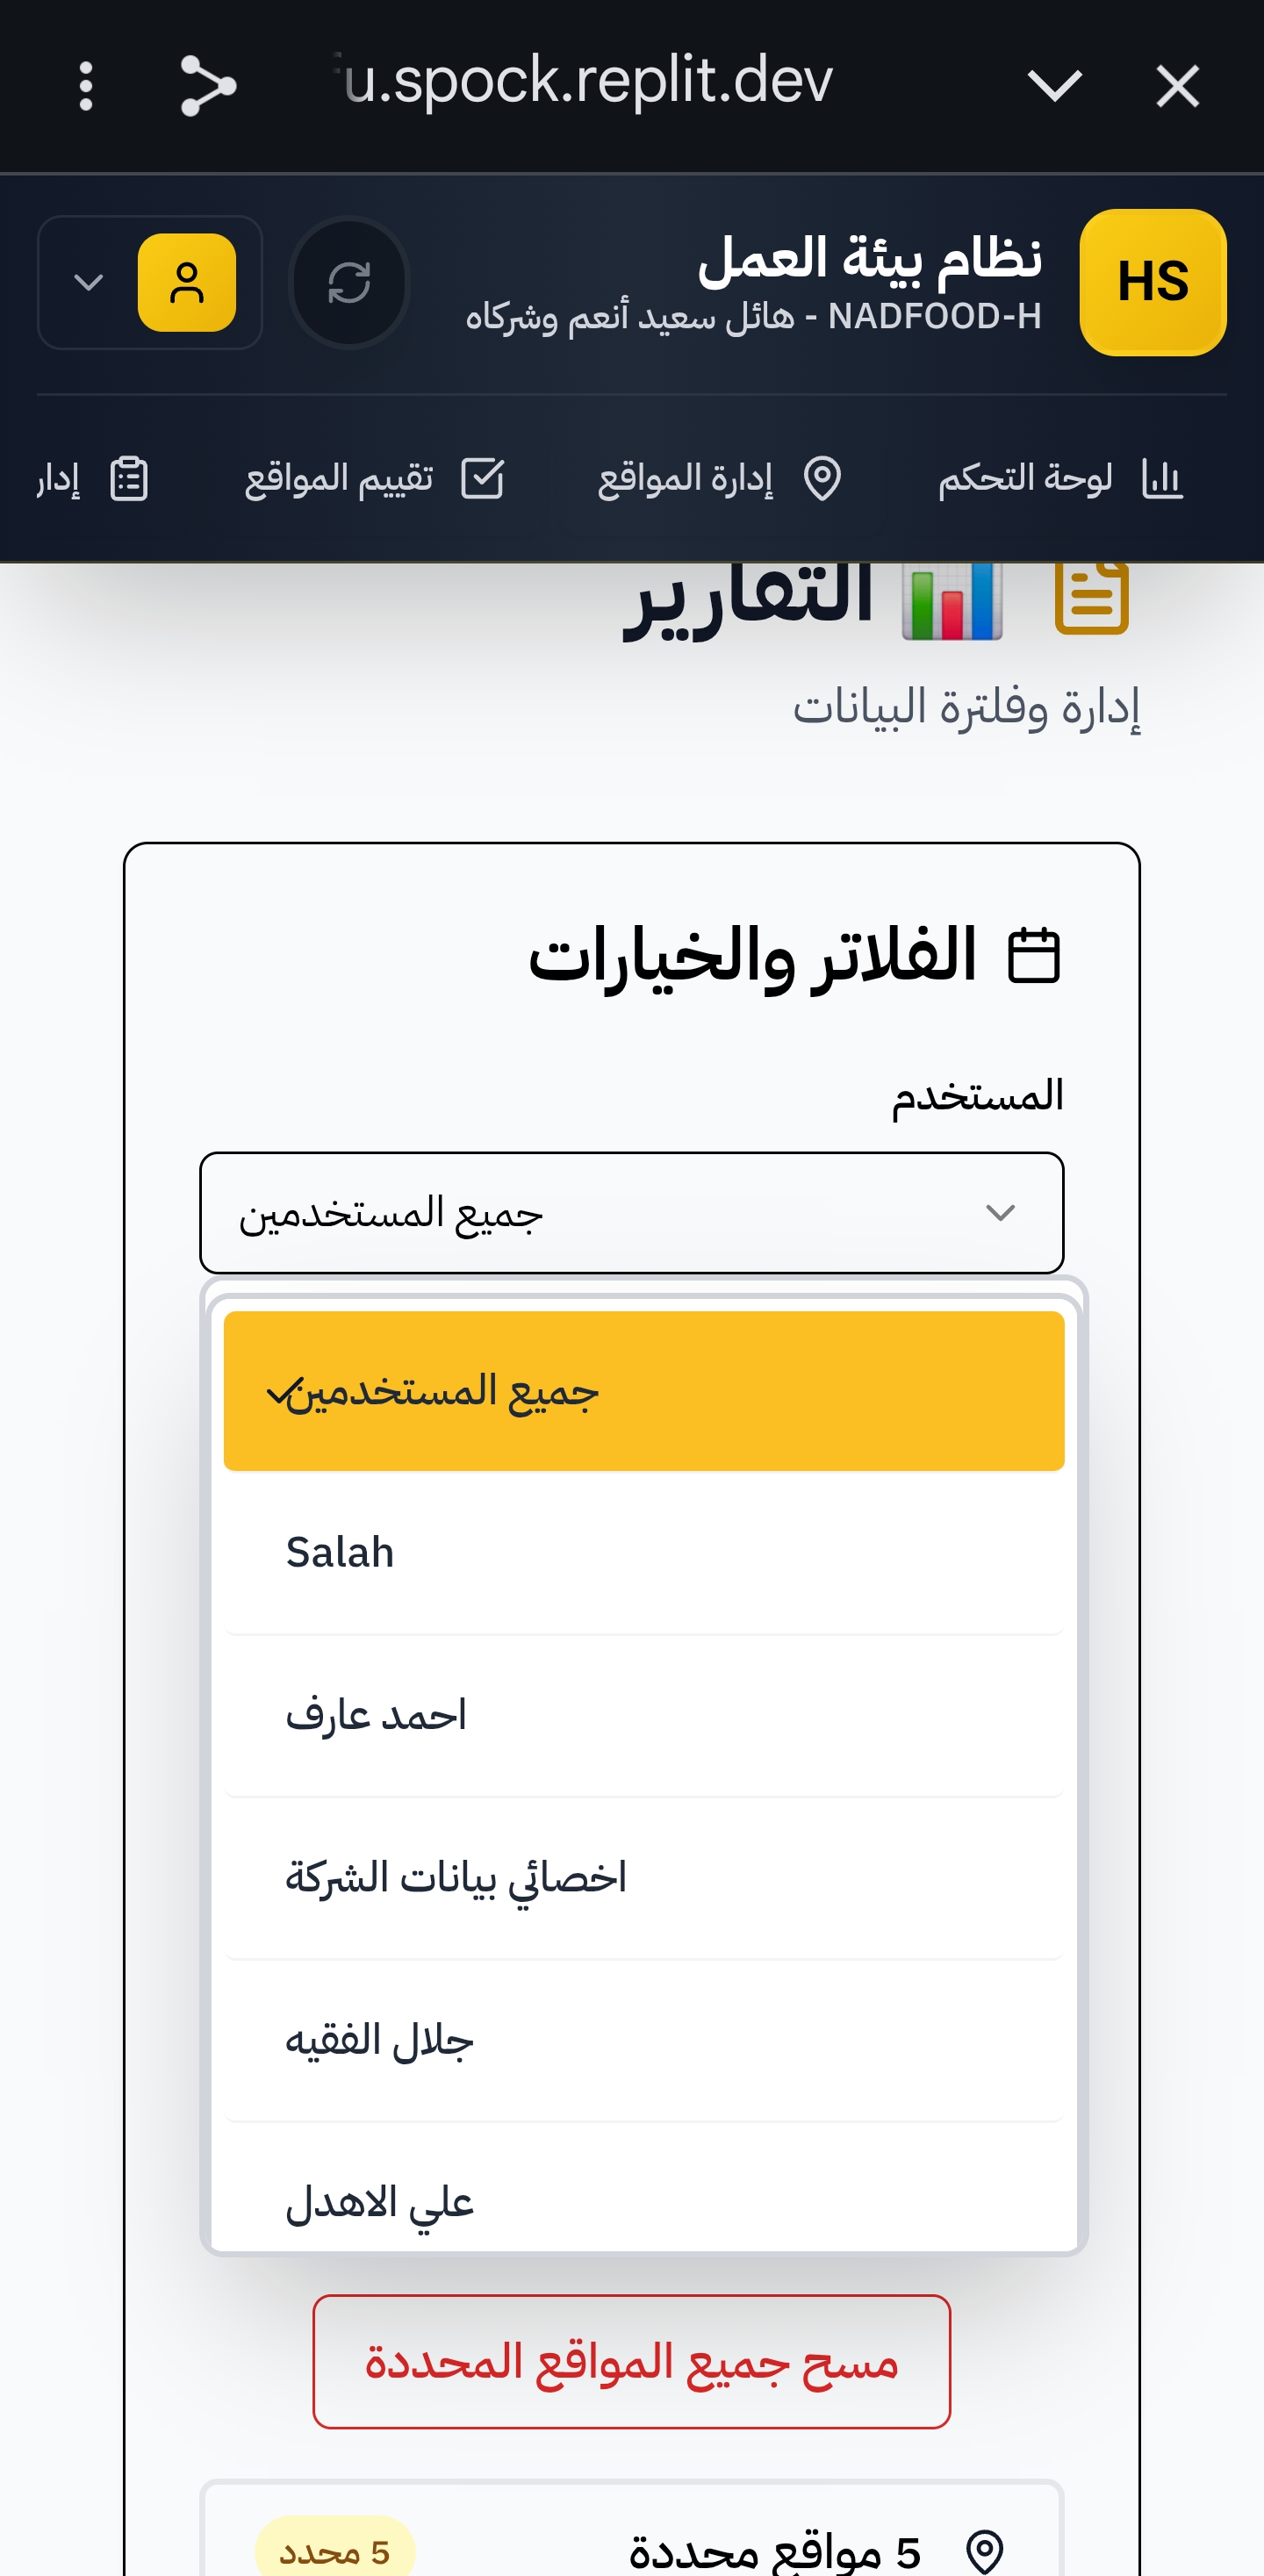 u.spock.replit.dev
HS
نظام بيئة العمل
NADFOOD-H - هائل سعيد أنعم وشركاه
لوحة التحكم
إدارة المواقع
تقييم المواقع
إدار
التقارير
إدارة وفلترة البيانات
الفلاتر والخيارات
المستخدم
جميع المستخدمين
جميع المستخدمين
Salah
احمد عارف
اخصائي بيانات الشركة
جلال الفقيه
علي الاهدل
مسح جميع المواقع المحددة
5 مواقع محددة
5 محدد